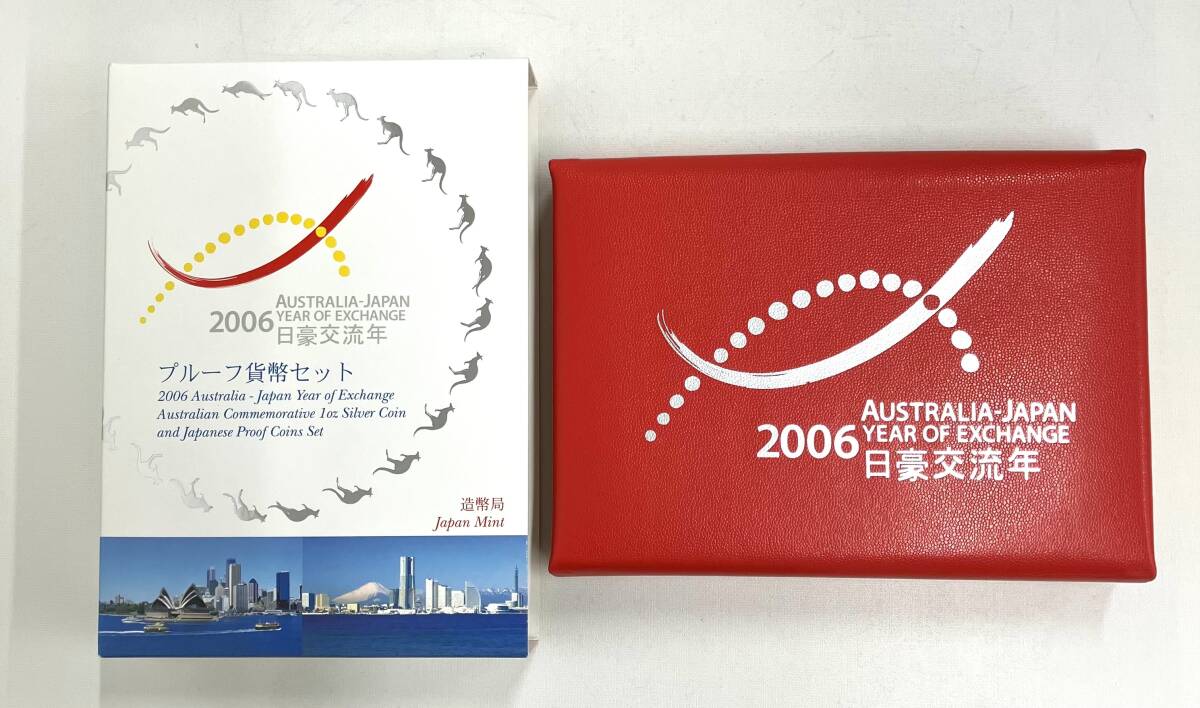 AUSTRALIA-JAPAN
2006 YEAR OF EXCHANGE
日豪交流年
プルーフ貨幣セット
2006 Australia - Japan Year of Exchange
Australian Commemorative 1oz Silver Coin
and Japanese Proof Coins Set
造幣局
Japan Mint
AUSTRALIA-JAPAN
2006 YEAR OF EXCHANGE
日豪交流年